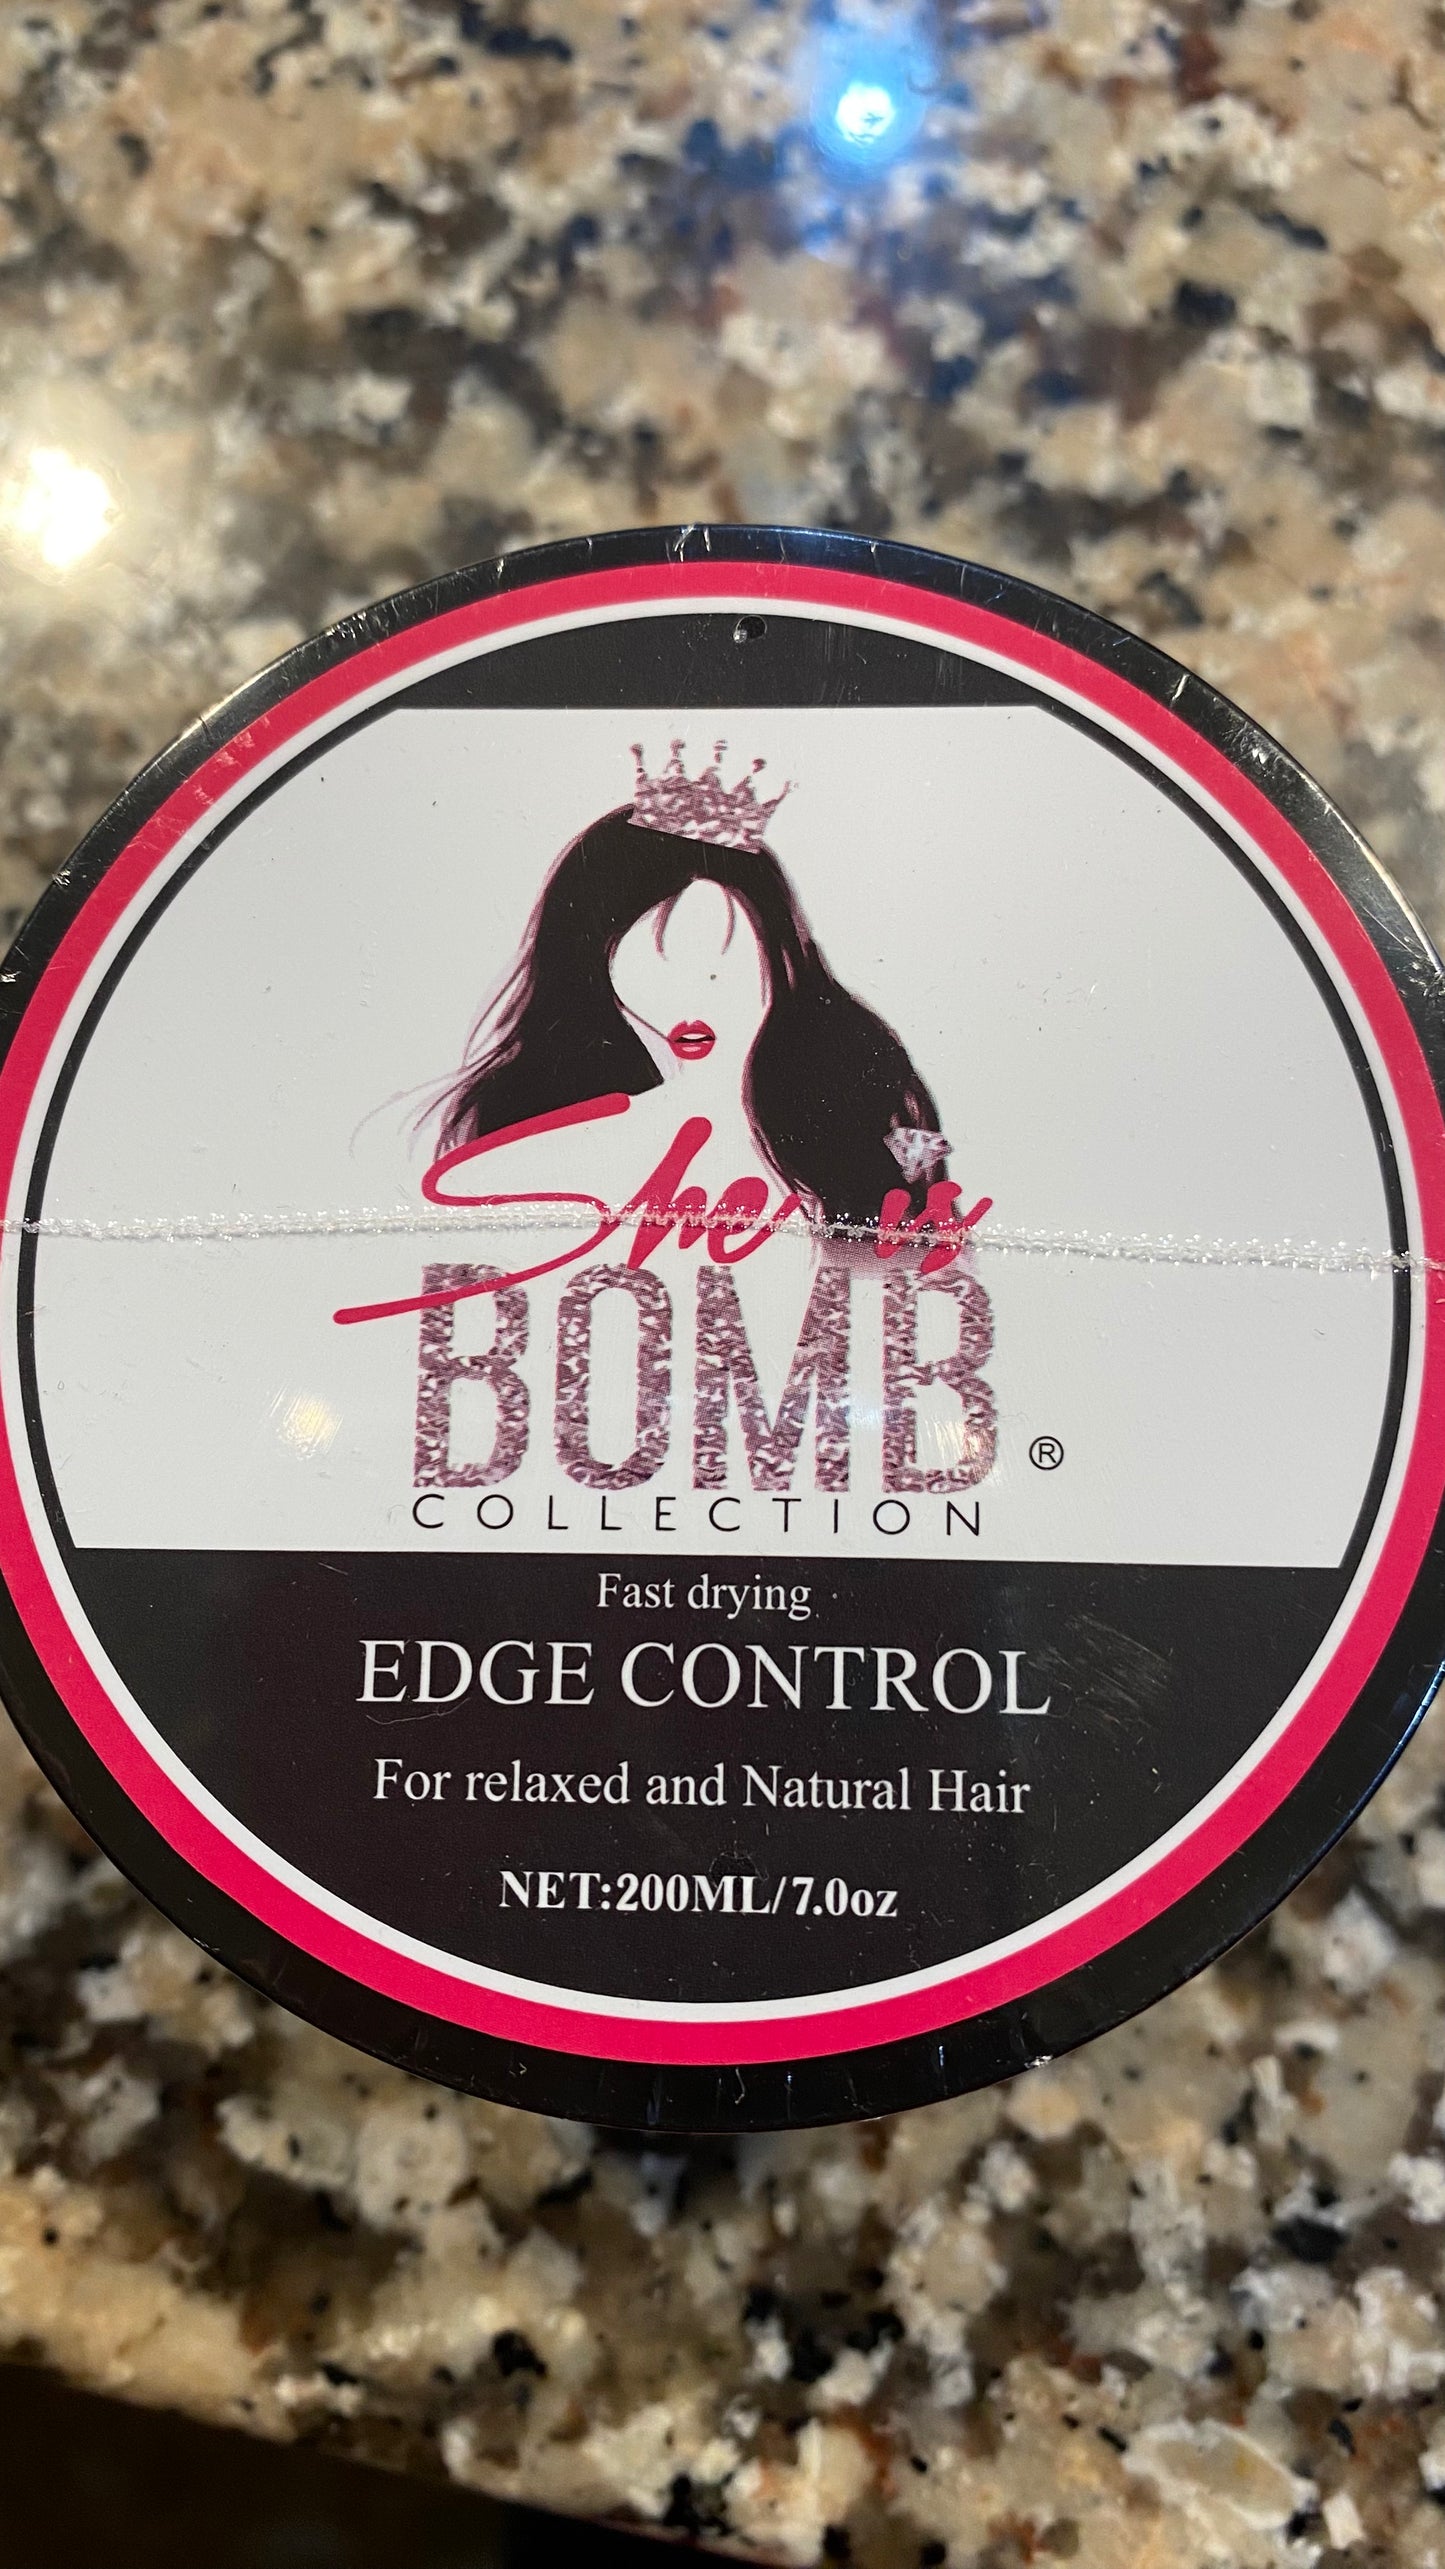 She is
BOMB ®
COLLECTION
Fast drying
EDGE CONTROL
For relaxed and Natural Hair
NET:200ML/7.0oz